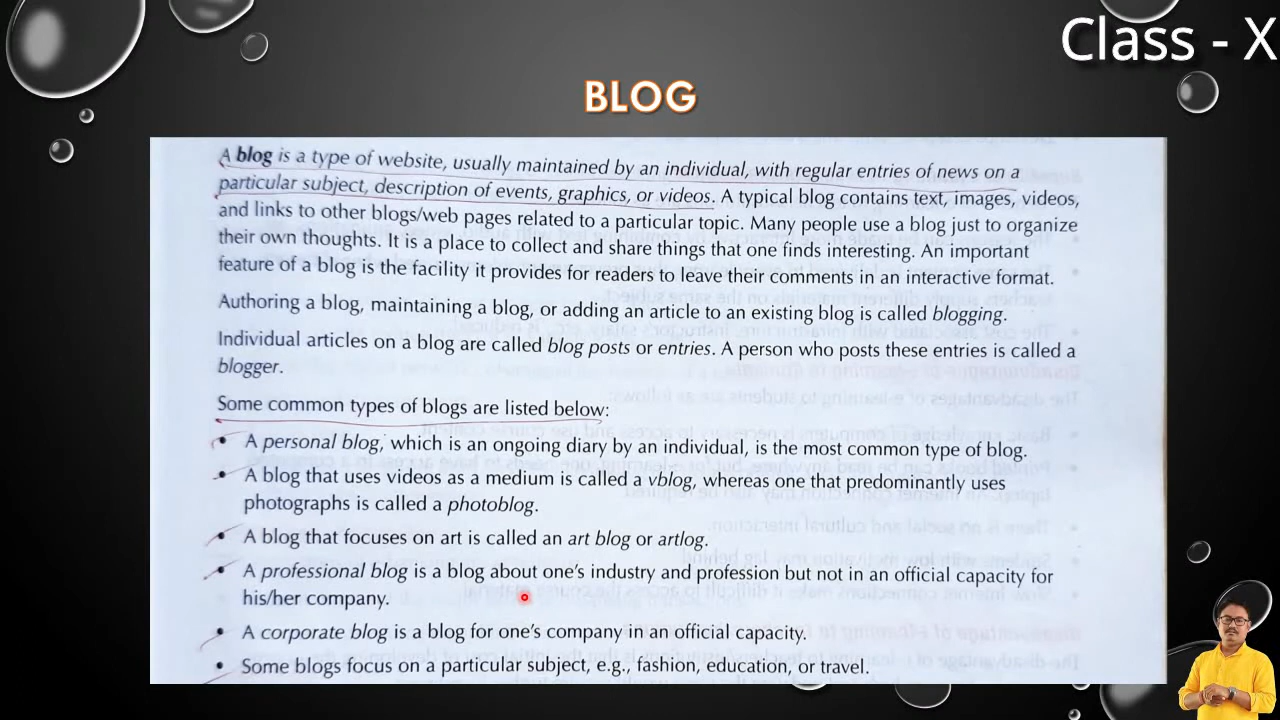 Class - X
BLOG
A blog is a type of website, usually maintained by an individual, with regular entries of news on a
particular subject, description of events, graphics, or videos. A typical blog contains text, images, videos,
and links to other blogs/web pages related to a particular topic. Many people use a blog just to organize
their own thoughts. It is a place to collect and share things that one finds interesting. An important
feature of a blog is the facility it provides for readers to leave their comments in an interactive format.
Authoring a blog, maintaining a blog, or adding an article to an existing blog is called blogging.
Individual articles on a blog are called blog posts or entries. A person who posts these entries is called a
blogger.
Some common types of blogs are listed below:
• A personal blog, which is an ongoing diary by an individual, is the most common type of blog.
• A blog that uses videos as a medium is called a vblog, whereas one that predominantly uses
photographs is called a photoblog.
• A blog that focuses on art is called an art blog or artlog.
• A professional blog is a blog about one's industry and profession but not in an official capacity for
his/her company.
• A corporate blog is a blog for one's company in an official capacity.
• Some blogs focus on a particular subject, e.g., fashion, education, or travel.